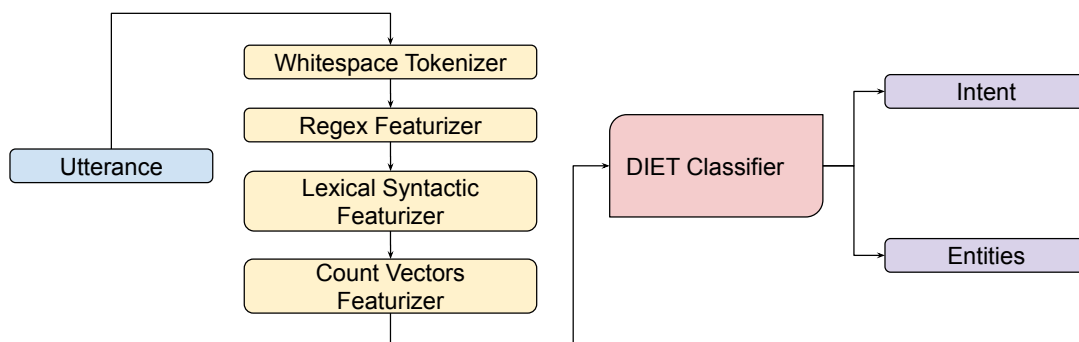 Utterance
Whitespace Tokenizer
Regex Featurizer
Lexical Syntactic
Featurizer
Count Vectors
Featurizer
DIET Classifier
Intent
Entities